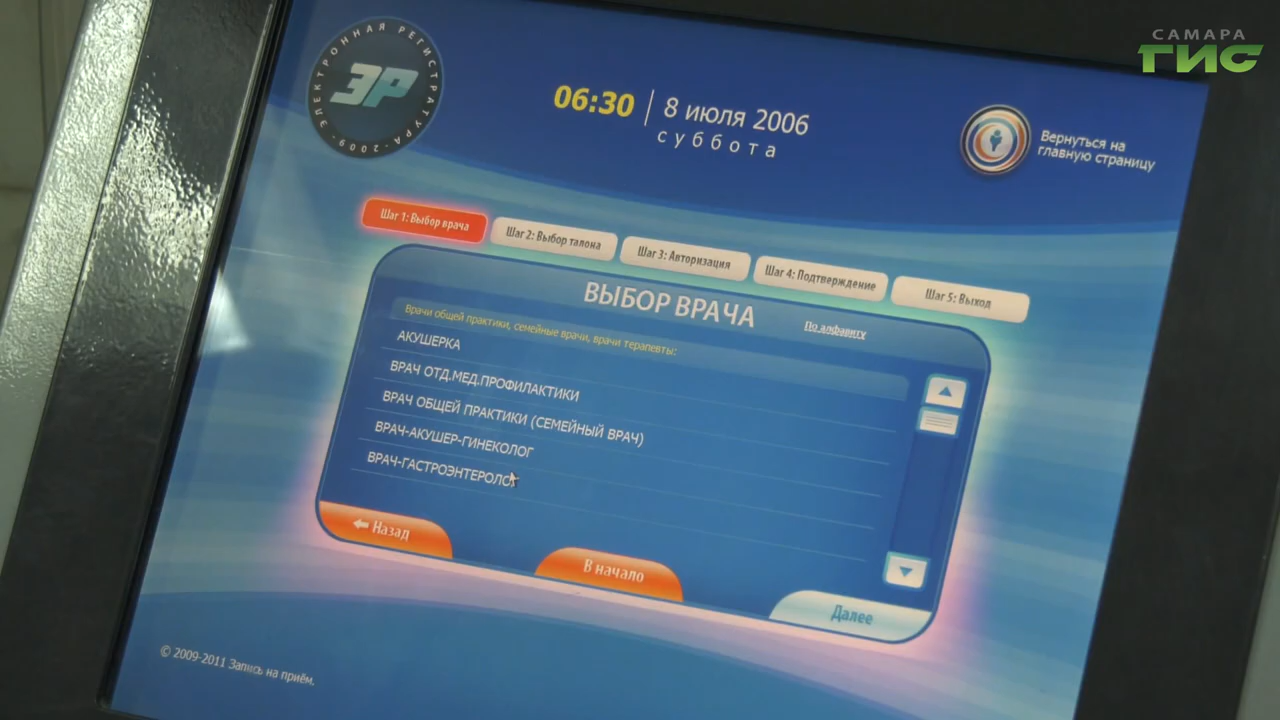 САМАРА
ГИС
ЭЛЕКТРОННАЯ РЕГИСТРАТУРА · 2009 ·
ЭР
06:30 | 8 июля 2006
суббота
Вернуться на
главную страницу
Шаг 1: Выбор врача
Шаг 2: Выбор талона
Шаг 3: Авторизация
Шаг 4: Подтверждение
Шаг 5: Выход
ВЫБОР ВРАЧА
По алфавиту
Врачи общей практики, семейные врачи, врачи терапевты:
АКУШЕРКА
ВРАЧ ОТД.МЕД.ПРОФИЛАКТИКИ
ВРАЧ ОБЩЕЙ ПРАКТИКИ (СЕМЕЙНЫЙ ВРАЧ)
ВРАЧ-АКУШЕР-ГИНЕКОЛОГ
ВРАЧ-ГАСТРОЭНТЕРОЛОГ
Назад
В начало
Далее
© 2009-2011 Запись на приём.